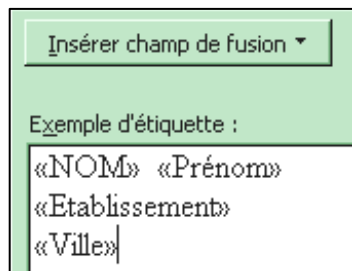 Insérer champ de fusion
Exemple d'étiquette :
«NOM» «Prénom»
«Etablissement»
«Ville»